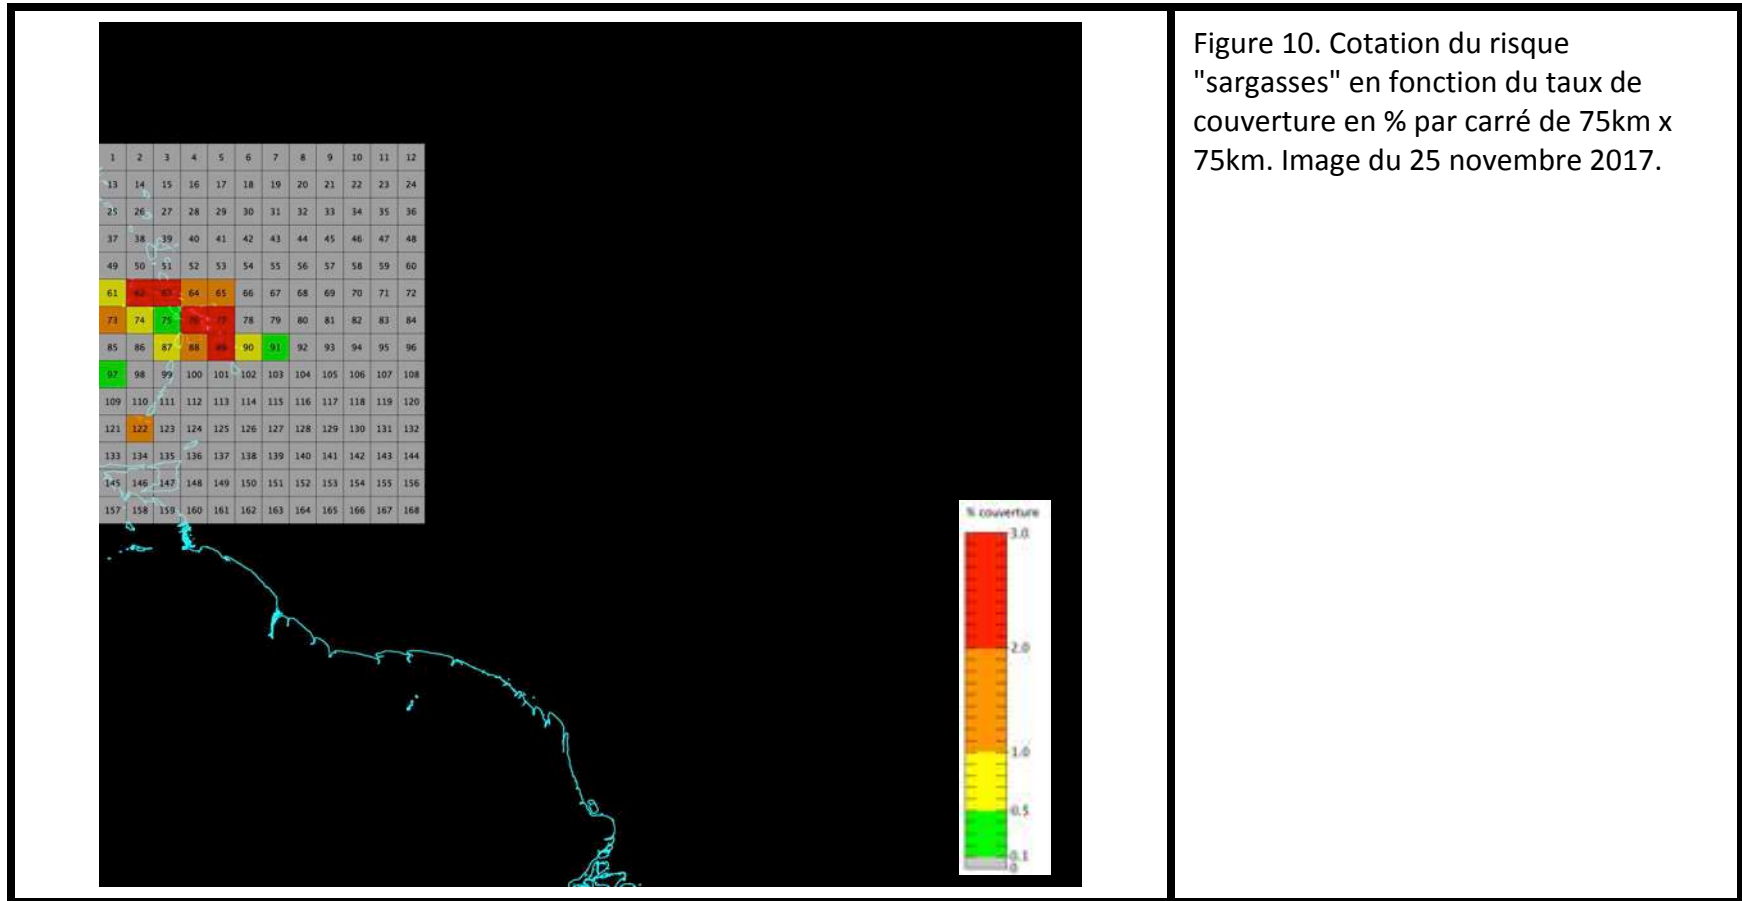 Figure 10. Cotation du risque
"sargasses" en fonction du taux de
couverture en % par carré de 75km x
75km. Image du 25 novembre 2017.
1 2 3 4 5 6 7 8 9 10 11 12
13 14 15 16 17 18 19 20 21 22 23 24
25 26 27 28 29 30 31 32 33 34 35 36
37 38 39 40 41 42 43 44 45 46 47 48
49 50 51 52 53 54 55 56 57 58 59 60
61 62 63 64 65 66 67 68 69 70 71 72
73 74 75 76 77 78 79 80 81 82 83 84
85 86 87 88 89 90 91 92 93 94 95 96
97 98 99 100 101 102 103 104 105 106 107 108
109 110 111 112 113 114 115 116 117 118 119 120
121 122 123 124 125 126 127 128 129 130 131 132
133 134 135 136 137 138 139 140 141 142 143 144
145 146 147 148 149 150 151 152 153 154 155 156
157 158 159 160 161 162 163 164 165 166 167 168
% couverture
3.0
2.0
1.0
0.5
0.1
0